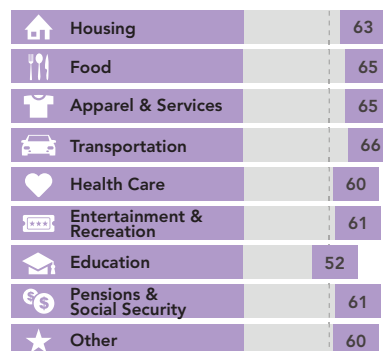 Housing 63
Food 65
Apparel & Services 65
Transportation 66
Health Care 60
Entertainment &
Recreation 61
Education 52
Pensions &
Social Security 61
Other 60